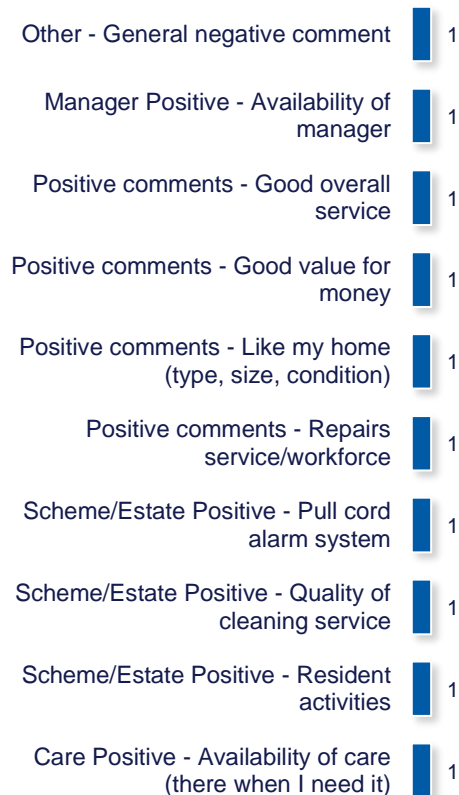 Other - General negative comment 1
Manager Positive - Availability of
manager 1
Positive comments - Good overall
service 1
Positive comments - Good value for
money 1
Positive comments - Like my home
(type, size, condition) 1
Positive comments - Repairs
service/workforce 1
Scheme/Estate Positive - Pull cord
alarm system 1
Scheme/Estate Positive - Quality of
cleaning service 1
Scheme/Estate Positive - Resident
activities 1
Care Positive - Availability of care
(there when I need it) 1